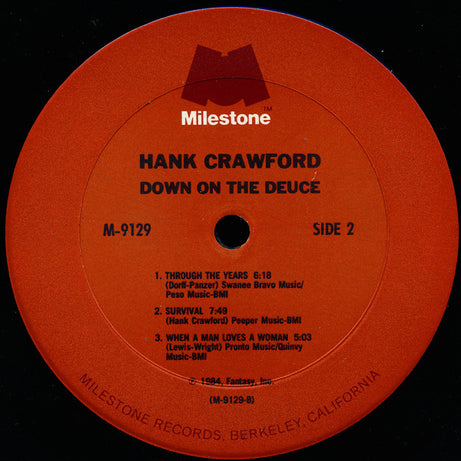 TM
Milestone
HANK CRAWFORD
DOWN ON THE DEUCE
M-9129 SIDE 2
1. THROUGH THE YEARS 6:18
(Dorff-Panzer) Swanee Bravo Music/
Peso Music-BMI
2. SURVIVAL 7:49
(Hank Crawford) Peeper Music-BMI
3. WHEN A MAN LOVES A WOMAN 5:03
(Lewis-Wright) Pronto Music/Quinvy
Music-BMI
℗ 1984, Fantasy, Inc.
(M-9129-B)
MILESTONE RECORDS, BERKELEY, CALIFORNIA